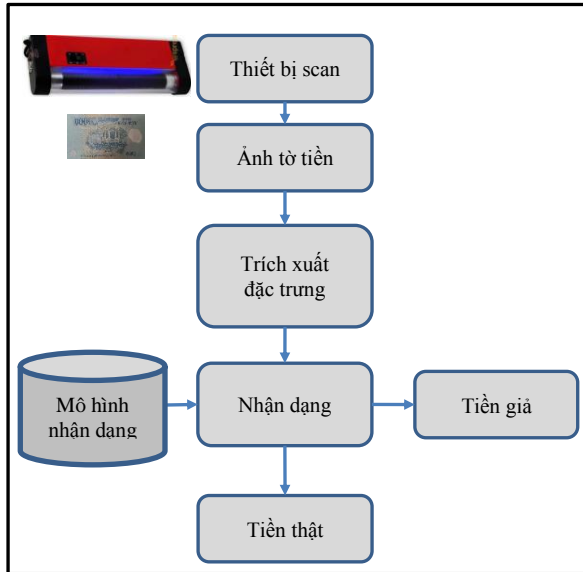 Thiết bị scan
Ảnh tờ tiền
Trích xuất
đặc trưng
Mô hình
nhận dạng
Nhận dạng
Tiền giả
Tiền thật